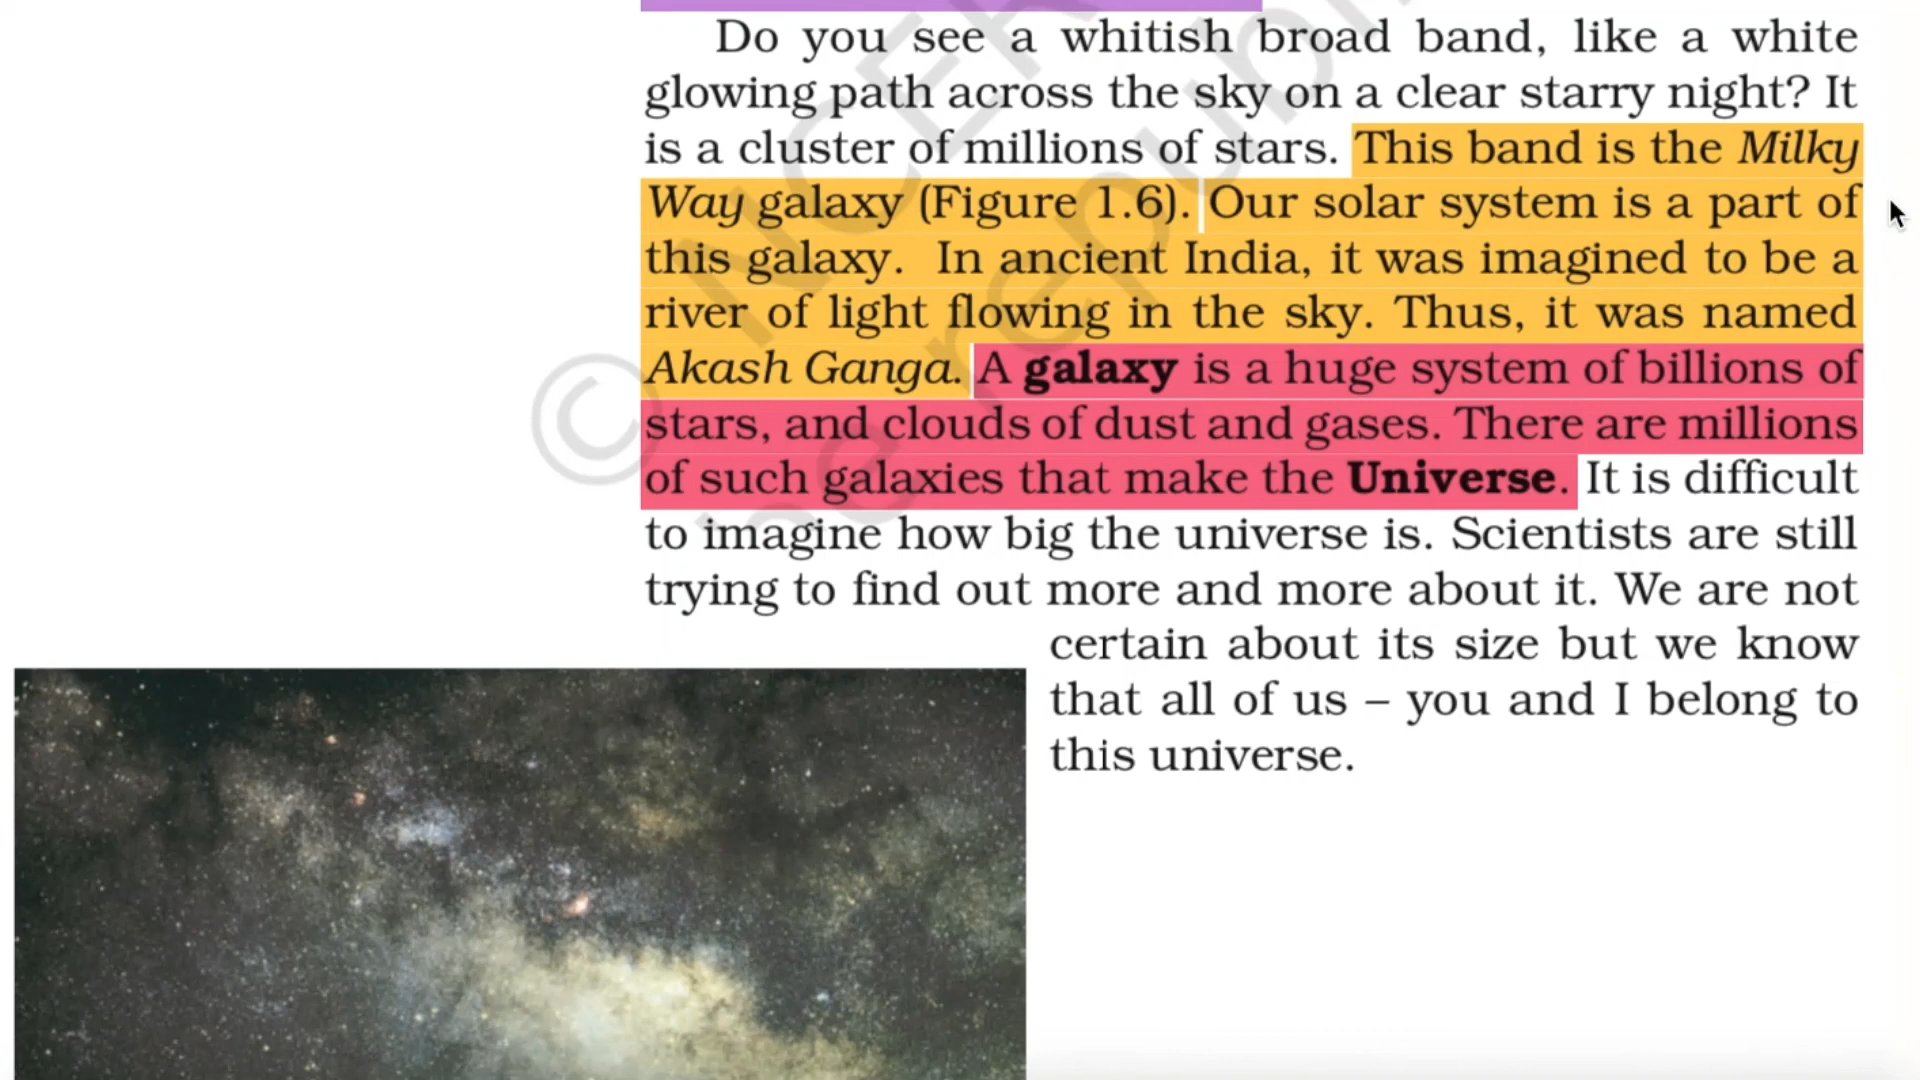 Do you see a whitish broad band, like a white
glowing path across the sky on a clear starry night? It
is a cluster of millions of stars. This band is the Milky
Way galaxy (Figure 1.6). Our solar system is a part of
this galaxy. In ancient India, it was imagined to be a
river of light flowing in the sky. Thus, it was named
Akash Ganga. A galaxy is a huge system of billions of
stars, and clouds of dust and gases. There are millions
of such galaxies that make the Universe. It is difficult
to imagine how big the universe is. Scientists are still
trying to find out more and more about it. We are not
certain about its size but we know
that all of us – you and I belong to
this universe.